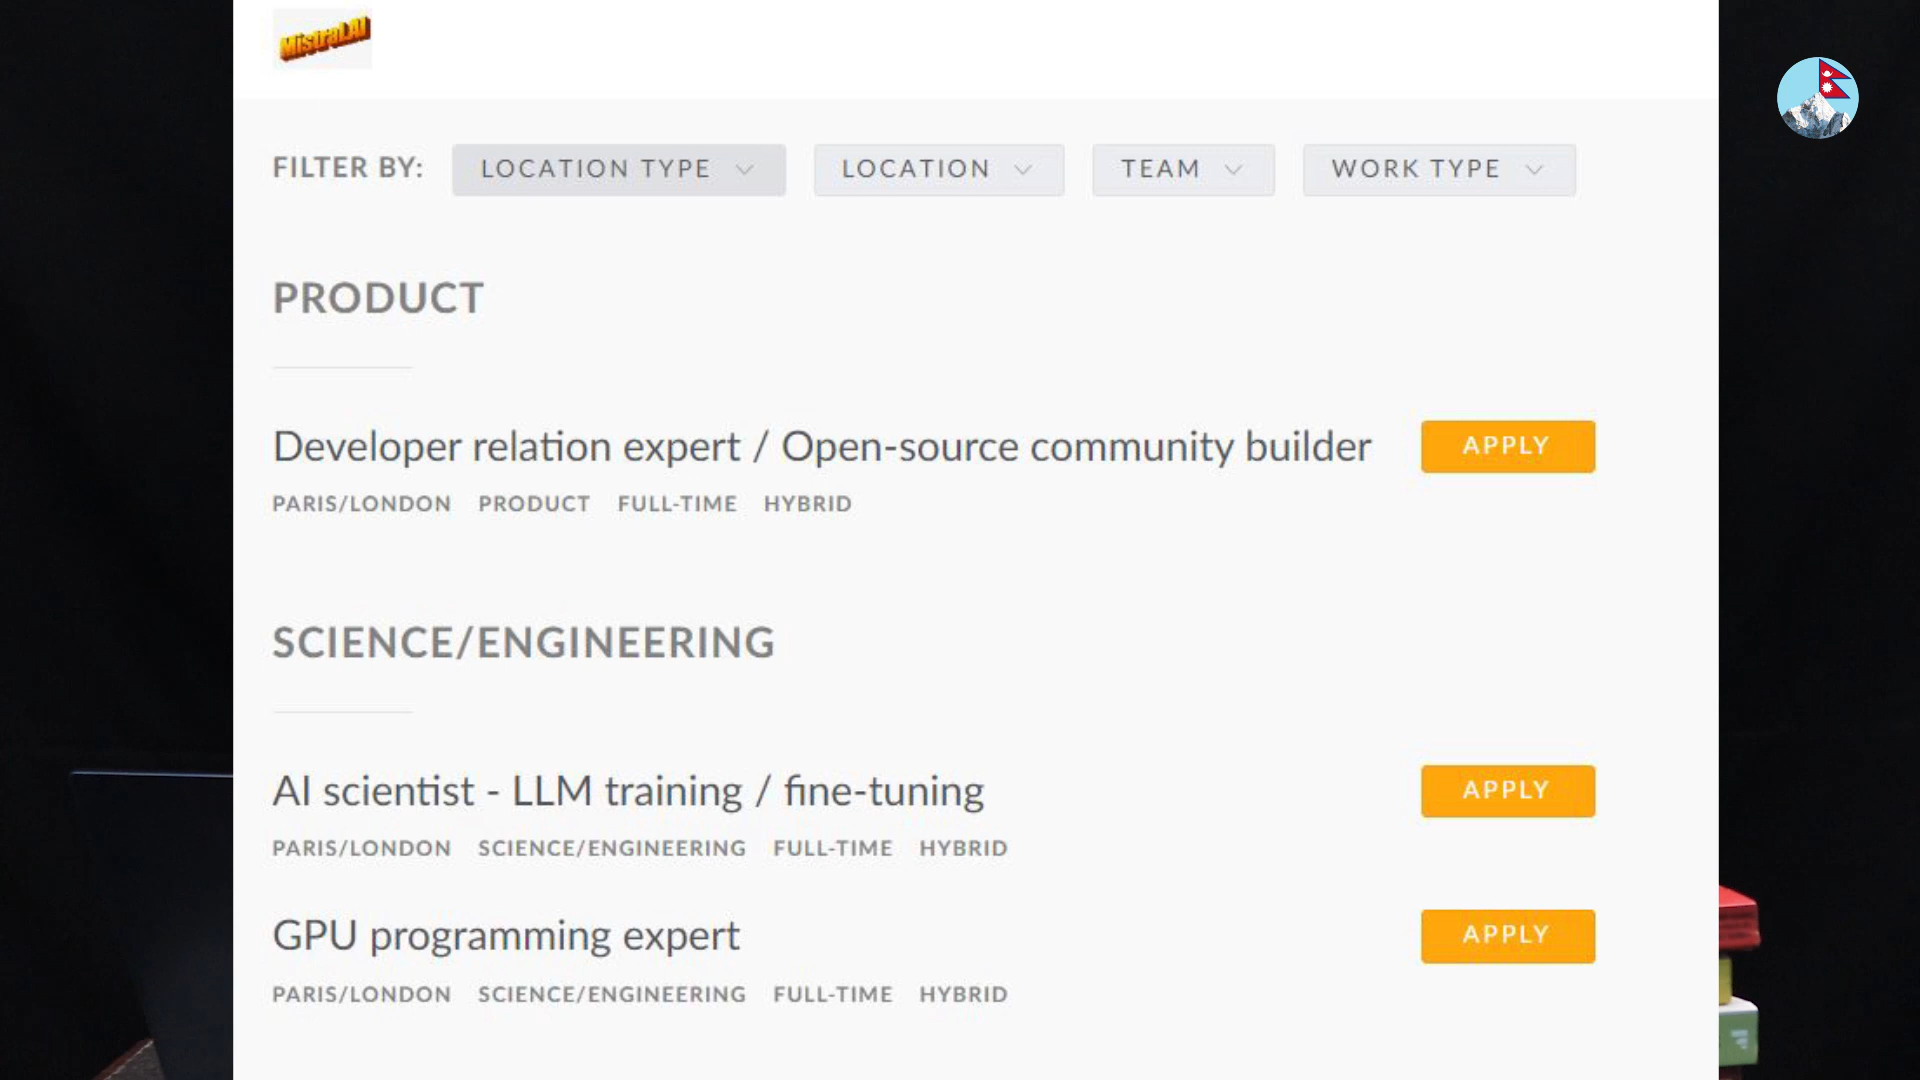 MistralAI
FILTER BY: LOCATION TYPE LOCATION TEAM WORK TYPE
PRODUCT
Developer relation expert / Open-source community builder APPLY
PARIS/LONDON PRODUCT FULL-TIME HYBRID
SCIENCE/ENGINEERING
AI scientist - LLM training / fine-tuning APPLY
PARIS/LONDON SCIENCE/ENGINEERING FULL-TIME HYBRID
GPU programming expert APPLY
PARIS/LONDON SCIENCE/ENGINEERING FULL-TIME HYBRID